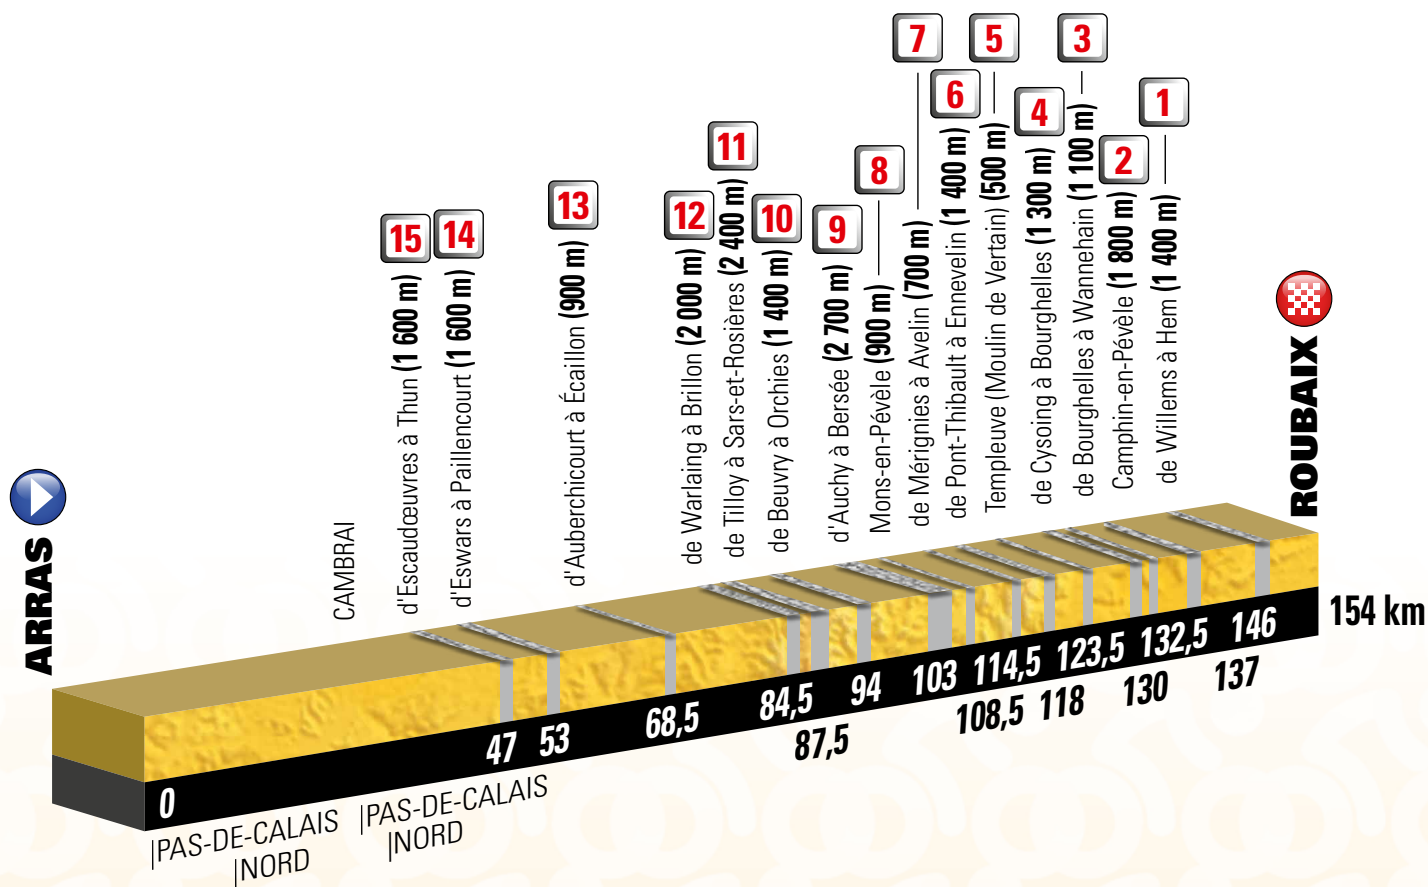 7
5
3
6
4
1
11
2
8
13
12
10
9
15
14
ARRAS
CAMBRAI
d'Escaudœuvres à Thun (1 600 m)
d'Eswars à Paillencourt (1 600 m)
d'Auberchicourt à Écaillon (900 m)
de Warlaing à Brillon (2 000 m)
de Tilloy à Sars-et-Rosières (2 400 m)
de Beuvry à Orchies (1 400 m)
d'Auchy à Bersée (2 700 m)
Mons-en-Pévèle (900 m)
de Mérignies à Avelin (700 m)
de Pont-Thibault à Ennevelin (1 400 m)
Templeuve (Moulin de Vertain) (500 m)
de Cysoing à Bourghelles (1 300 m)
de Bourghelles à Wannehain (1 100 m)
Camphin-en-Pévèle (1 800 m)
de Willems à Hem (1 400 m)
ROUBAIX
154 km
0
47
53
68,5
84,5
87,5
94
103
108,5
114,5
118
123,5
130
132,5
137
146
|PAS-DE-CALAIS
|NORD
|PAS-DE-CALAIS
|NORD